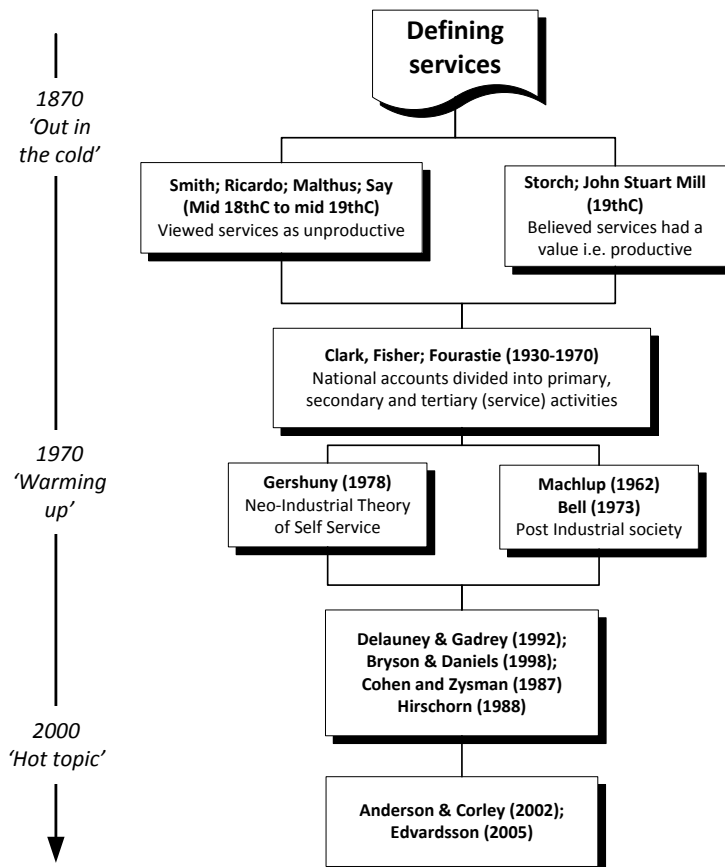 Defining
services
1870
‘Out in
the cold’
Smith; Ricardo; Malthus; Say
(Mid 18thC to mid 19thC)
Viewed services as unproductive
Storch; John Stuart Mill
(19thC)
Believed services had a
value i.e. productive
Clark, Fisher; Fourastie (1930-1970)
National accounts divided into primary,
secondary and tertiary (service) activities
1970
‘Warming
up’
Gershuny (1978)
Neo-Industrial Theory
of Self Service
Machlup (1962)
Bell (1973)
Post Industrial society
Delauney & Gadrey (1992);
Bryson & Daniels (1998);
Cohen and Zysman (1987)
Hirschorn (1988)
2000
‘Hot topic’
Anderson & Corley (2002);
Edvardsson (2005)